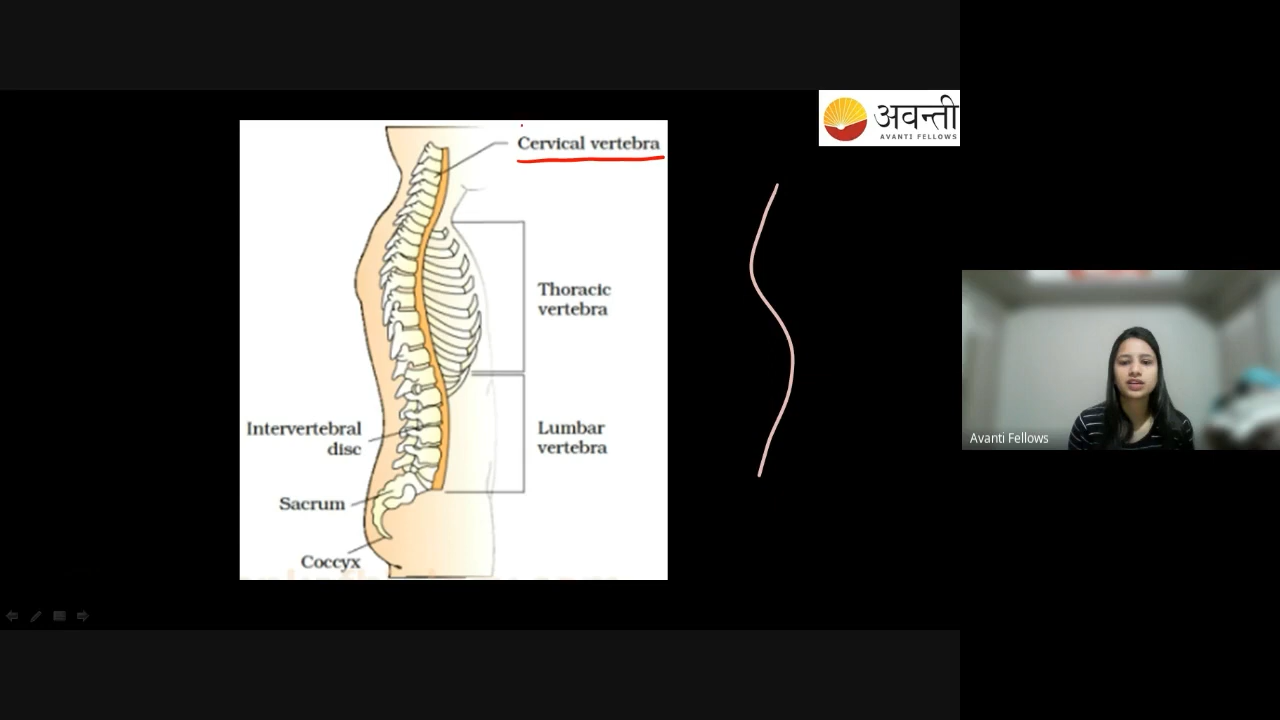 अवन्ती
AVANTI FELLOWS
Cervical vertebra
Thoracic
vertebra
Intervertebral
disc
Lumbar
vertebra
Sacrum
Coccyx
Avanti Fellows